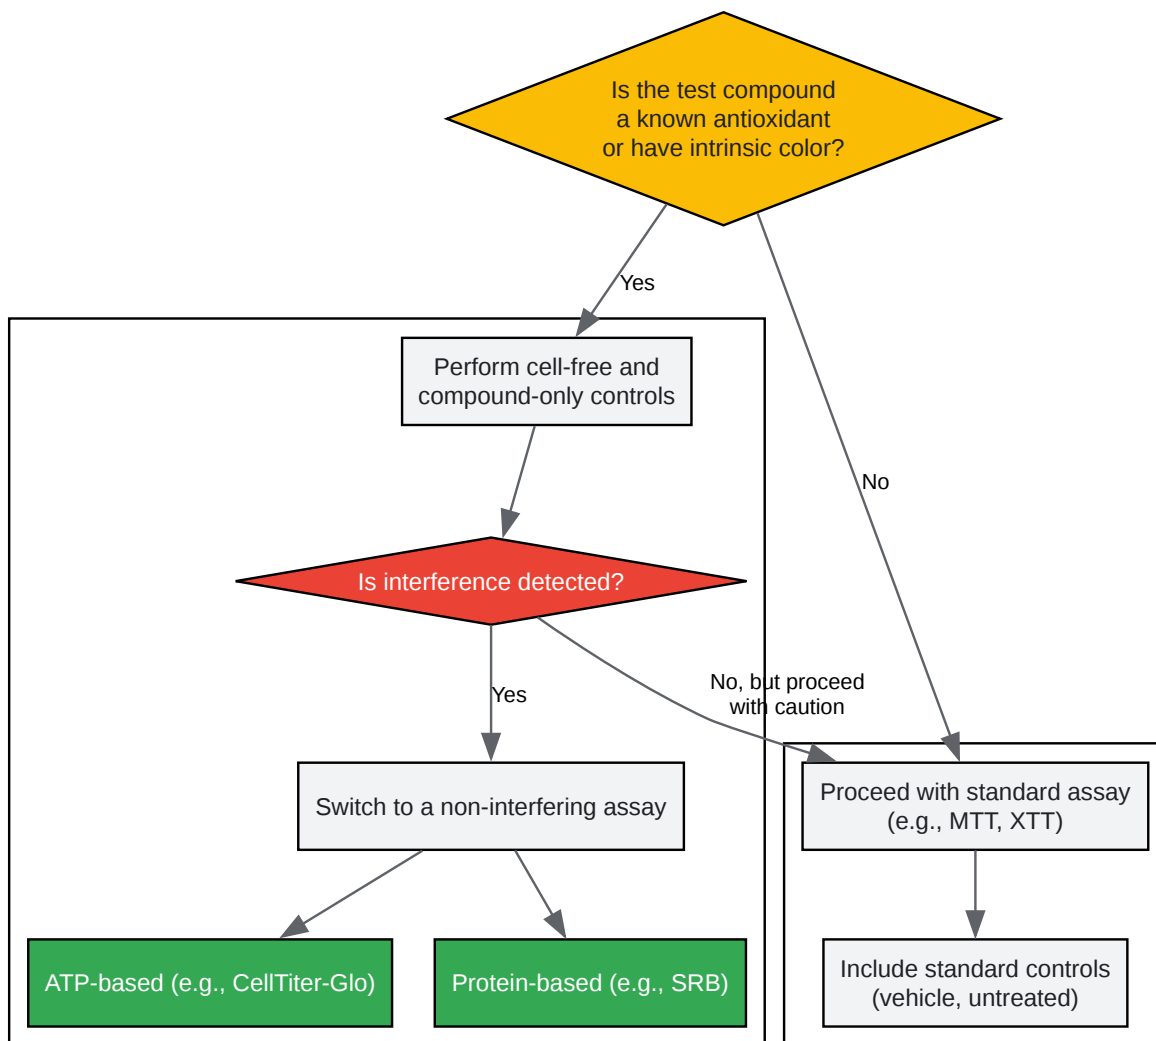 Is the test compound
a known antioxidant
or have intrinsic color?
Yes
Perform cell-free and
compound-only controls
No
Is interference detected?
Yes
No, but proceed
with caution
Switch to a non-interfering assay
Proceed with standard assay
(e.g., MTT, XTT)
ATP-based (e.g., CellTiter-Glo)
Protein-based (e.g., SRB)
Include standard controls
(vehicle, untreated)